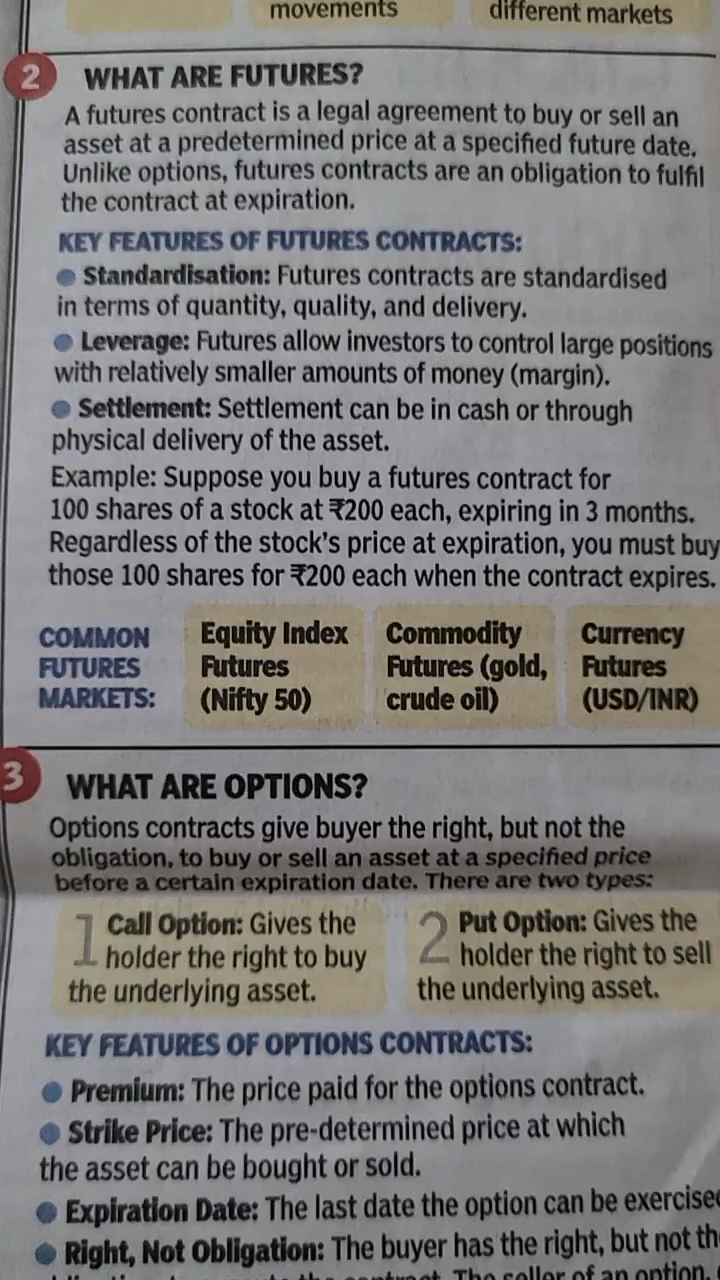 movements
different markets
2 WHAT ARE FUTURES?
A futures contract is a legal agreement to buy or sell an
asset at a predetermined price at a specified future date.
Unlike options, futures contracts are an obligation to fulfil
the contract at expiration.
KEY FEATURES OF FUTURES CONTRACTS:
● Standardisation: Futures contracts are standardised
in terms of quantity, quality, and delivery.
● Leverage: Futures allow investors to control large positions
with relatively smaller amounts of money (margin).
● Settlement: Settlement can be in cash or through
physical delivery of the asset.
Example: Suppose you buy a futures contract for
100 shares of a stock at ₹200 each, expiring in 3 months.
Regardless of the stock's price at expiration, you must buy
those 100 shares for ₹200 each when the contract expires.
COMMON
FUTURES
MARKETS:
Equity Index
Futures
(Nifty 50)
Commodity
Futures (gold,
crude oil)
Currency
Futures
(USD/INR)
3 WHAT ARE OPTIONS?
Options contracts give buyer the right, but not the
obligation, to buy or sell an asset at a specified price
before a certain expiration date. There are two types:
1 Call Option: Gives the
holder the right to buy
the underlying asset.
2 Put Option: Gives the
holder the right to sell
the underlying asset.
KEY FEATURES OF OPTIONS CONTRACTS:
● Premium: The price paid for the options contract.
● Strike Price: The pre-determined price at which
the asset can be bought or sold.
● Expiration Date: The last date the option can be exercise
● Right, Not Obligation: The buyer has the right, but not th
the contract. The seller of an option,